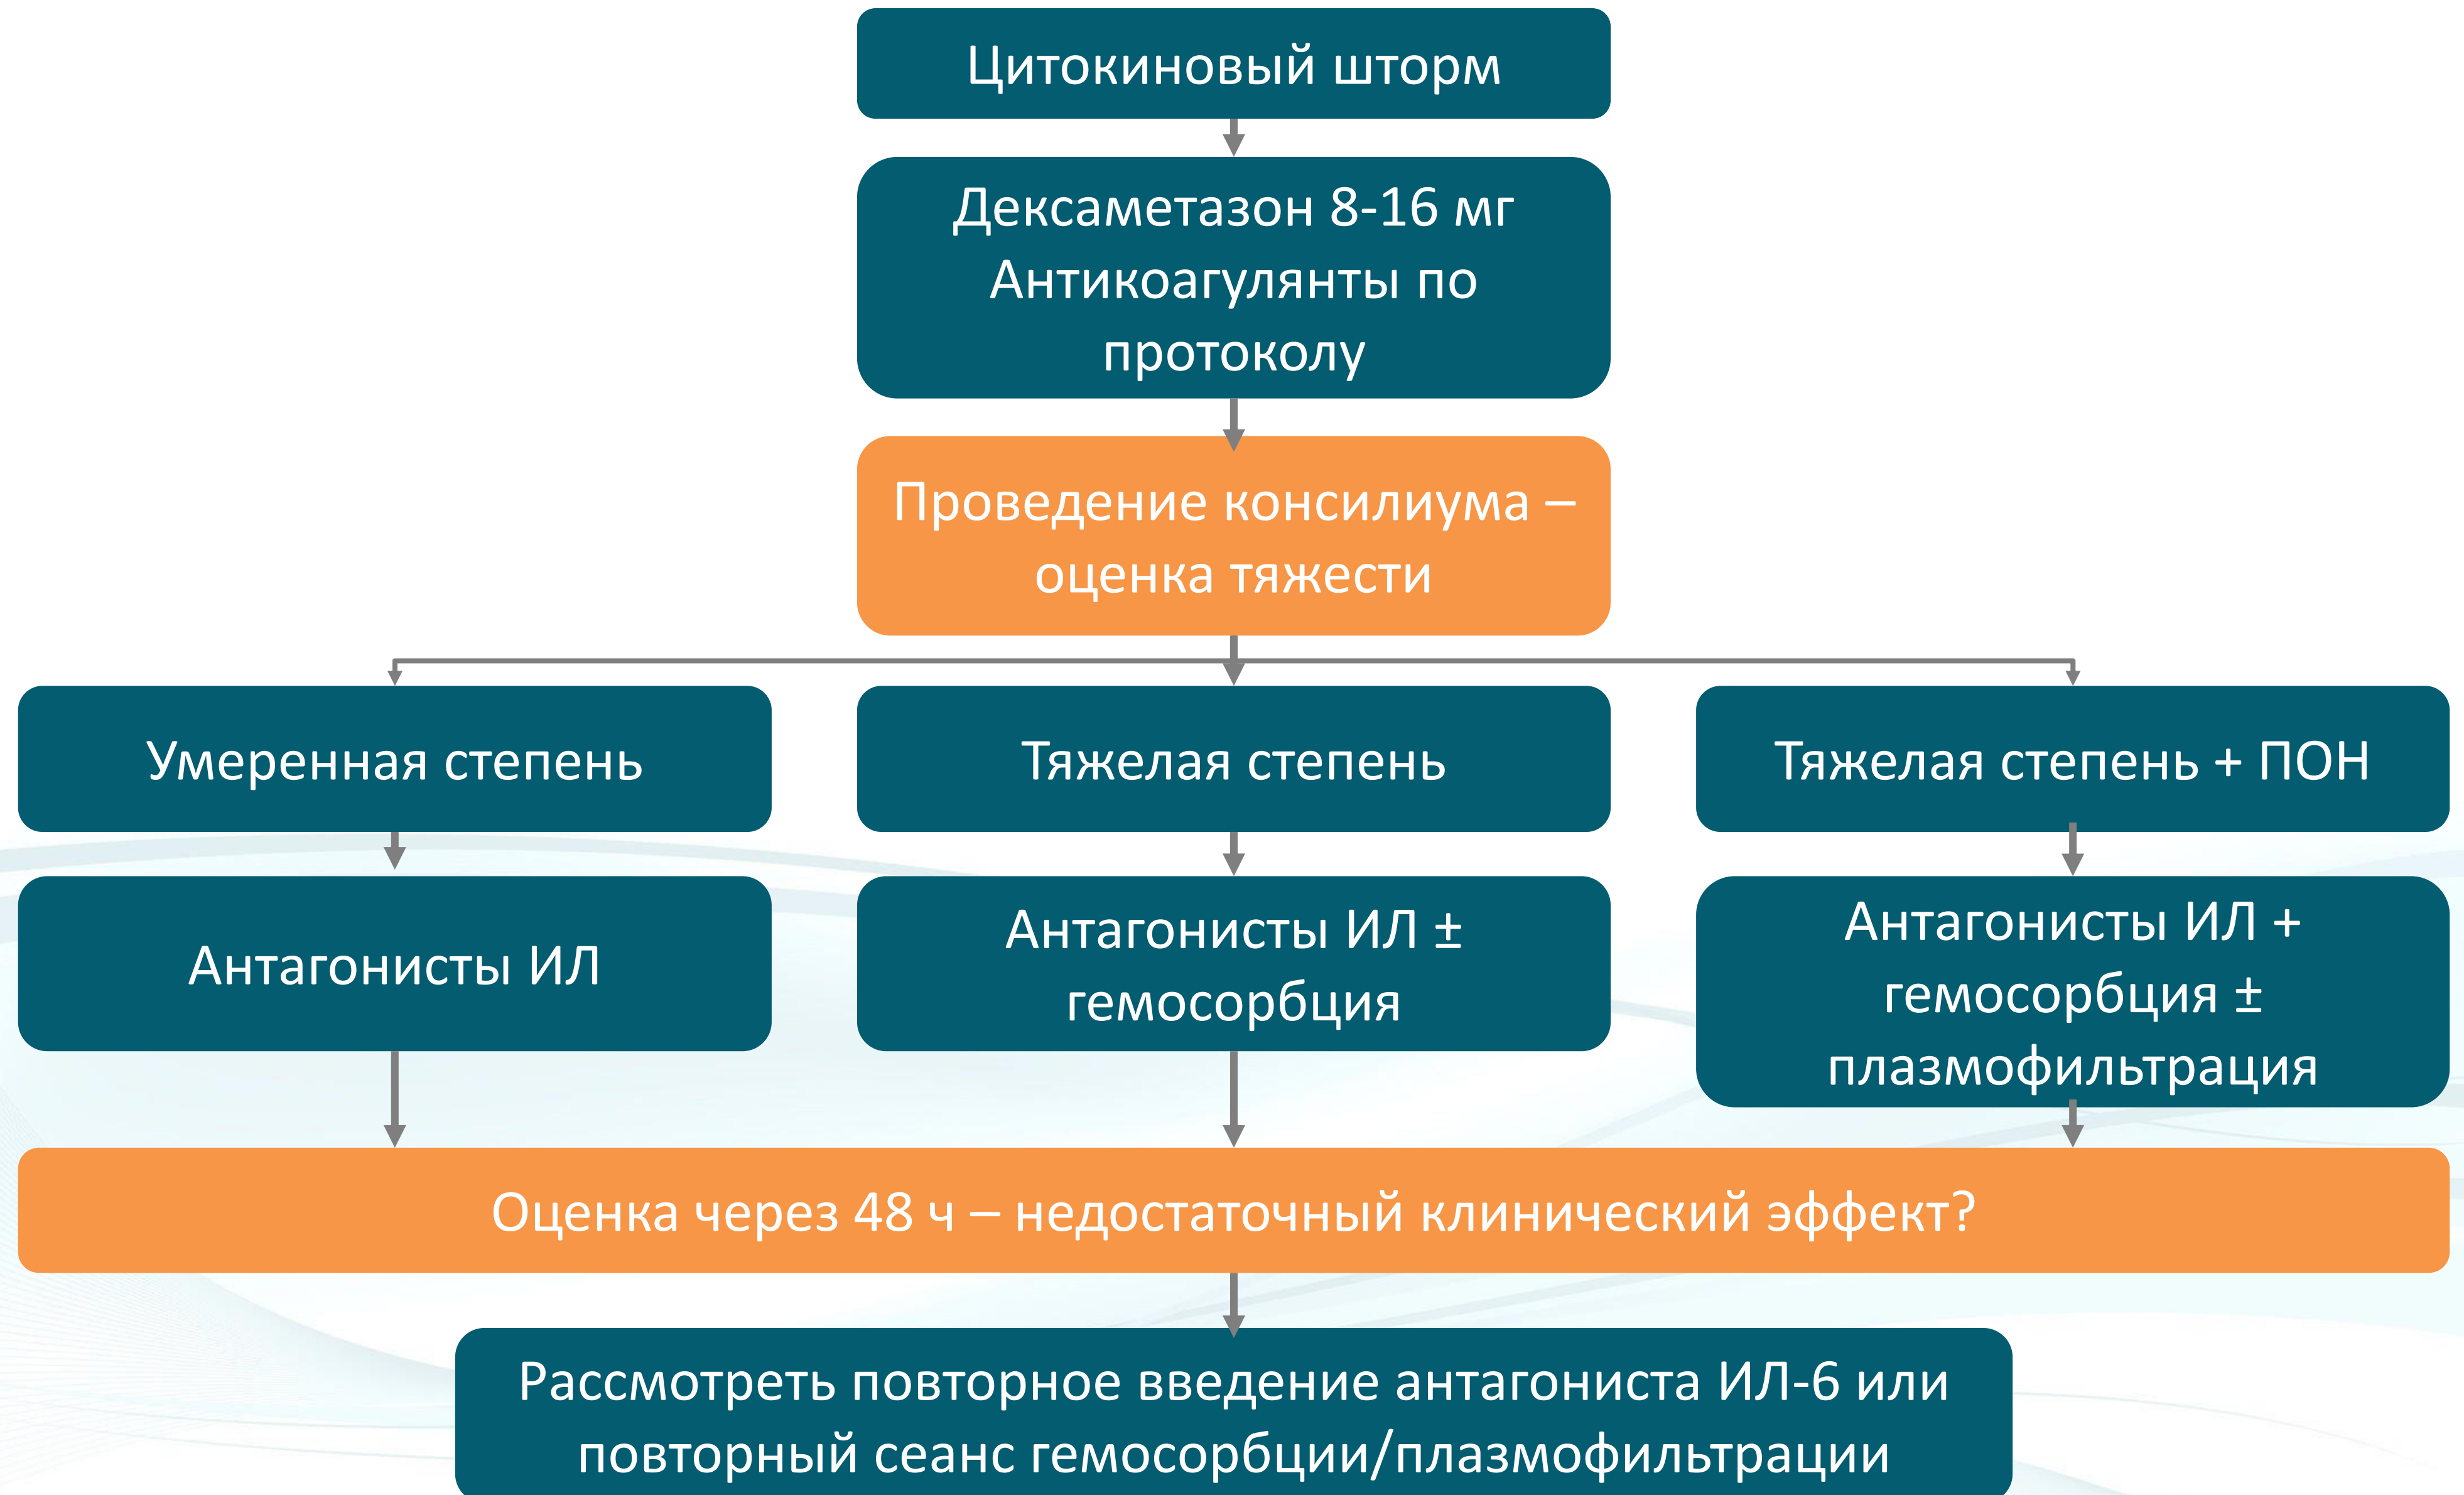 Цитокиновый шторм
Дексаметазон 8-16 мг
Антикоагулянты по
протоколу
Проведение консилиума –
оценка тяжести
Умеренная степень
Тяжелая степень
Тяжелая степень + ПОН
Антагонисты ИЛ
Антагонисты ИЛ ±
гемосорбция
Антагонисты ИЛ +
гемосорбция ±
плазмофильтрация
Оценка через 48 ч – недостаточный клинический эффект?
Рассмотреть повторное введение антагониста ИЛ-6 или
повторный сеанс гемосорбции/плазмофильтрации